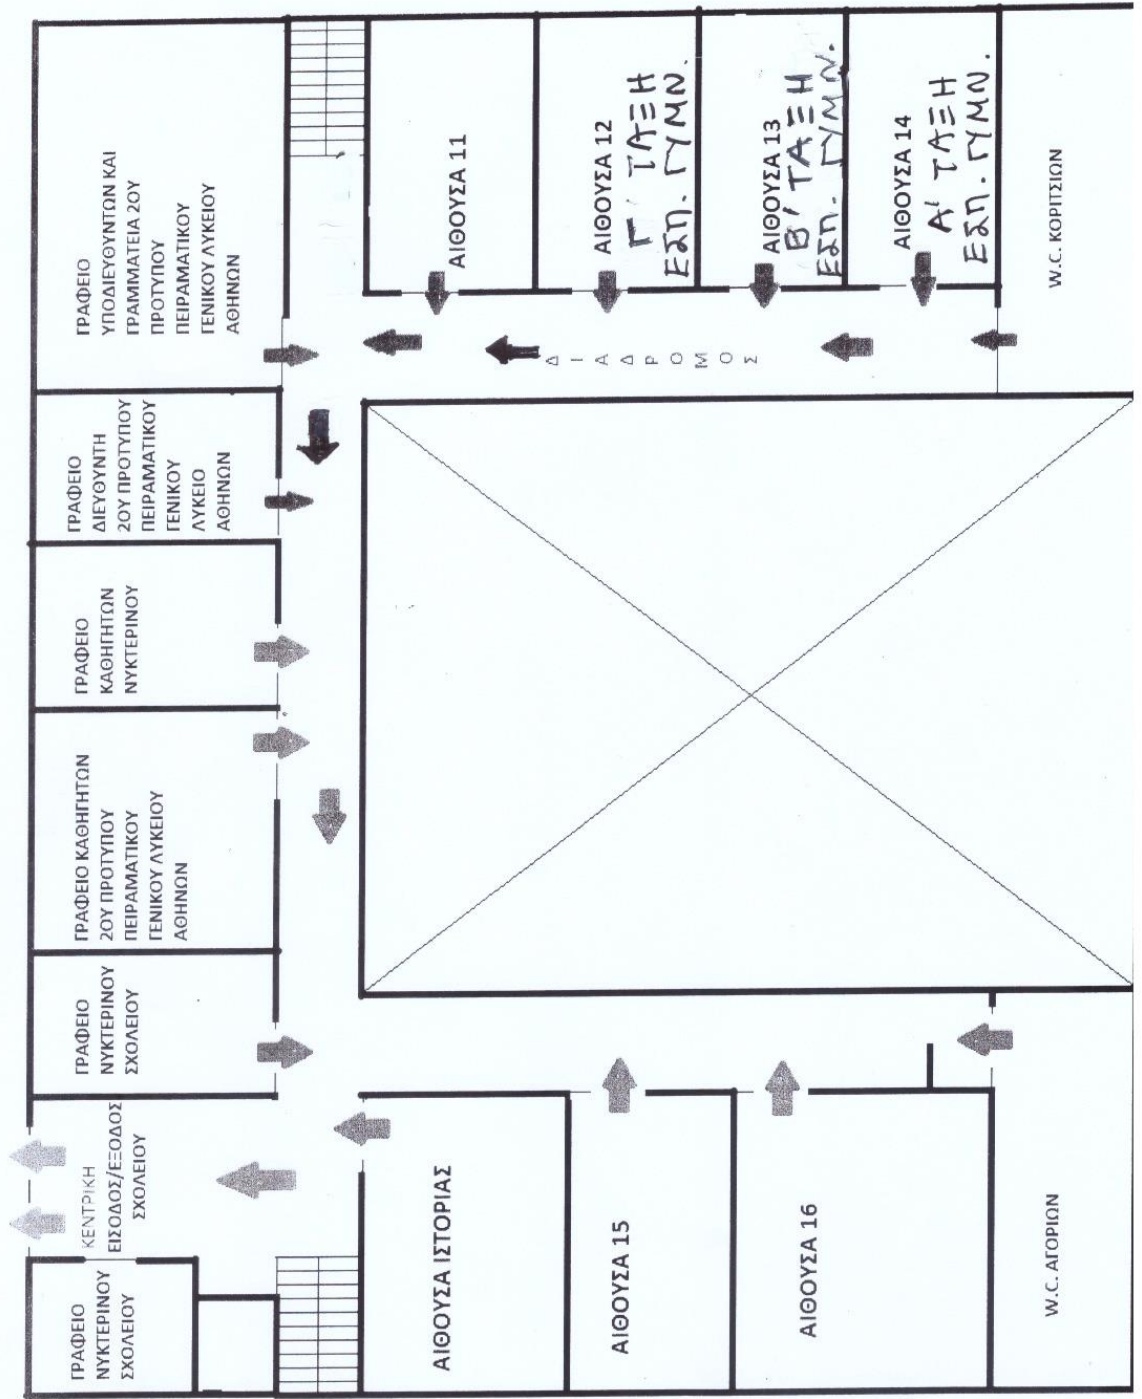 ΓΡΑΦΕΙΟ
ΝΥΚΤΕΡΙΝΟΥ
ΣΧΟΛΕΙΟΥ
ΚΕΝΤΡΙΚΗ
ΕΙΣΟΔΟΣ/ΕΞΟΔΟΣ
ΣΧΟΛΕΙΟΥ
ΓΡΑΦΕΙΟ
ΝΥΚΤΕΡΙΝΟΥ
ΣΧΟΛΕΙΟΥ
ΓΡΑΦΕΙΟ ΚΑΘΗΓΗΤΩΝ
2ΟΥ ΠΡΟΤΥΠΟΥ
ΠΕΙΡΑΜΑΤΙΚΟΥ
ΓΕΝΙΚΟΥ ΛΥΚΕΙΟΥ
ΑΘΗΝΩΝ
ΓΡΑΦΕΙΟ
ΚΑΘΗΓΗΤΩΝ
ΝΥΚΤΕΡΙΝΟΥ
ΓΡΑΦΕΙΟ
ΔΙΕΥΘΥΝΤΗ
2ΟΥ ΠΡΟΤΥΠΟΥ
ΠΕΙΡΑΜΑΤΙΚΟΥ
ΓΕΝΙΚΟΥ
ΛΥΚΕΙΟ
ΑΘΗΝΩΝ
ΓΡΑΦΕΙΟ
ΥΠΟΔΙΕΥΘΥΝΤΩΝ ΚΑΙ
ΓΡΑΜΜΑΤΕΙΑ 2ΟΥ
ΠΡΟΤΥΠΟΥ
ΠΕΙΡΑΜΑΤΙΚΟΥ
ΓΕΝΙΚΟΥ ΛΥΚΕΙΟΥ
ΑΘΗΝΩΝ
ΑΙΘΟΥΣΑ ΙΣΤΟΡΙΑΣ
ΑΙΘΟΥΣΑ 15
ΑΙΘΟΥΣΑ 16
W.C. ΑΓΟΡΙΩΝ
ΔΙΑΔΡΟΜΟΣ
ΑΙΘΟΥΣΑ 11
ΑΙΘΟΥΣΑ 12
Γ' ΤΑΞΗ
ΕΣΠ. ΓΥΜΝ.
ΑΙΘΟΥΣΑ 13
Β' ΤΑΞΗ
ΕΣΠ. ΓΥΜΝ.
ΑΙΘΟΥΣΑ 14
Α' ΤΑΞΗ
ΕΣΠ. ΓΥΜΝ.
W.C. ΚΟΡΙΤΣΙΩΝ